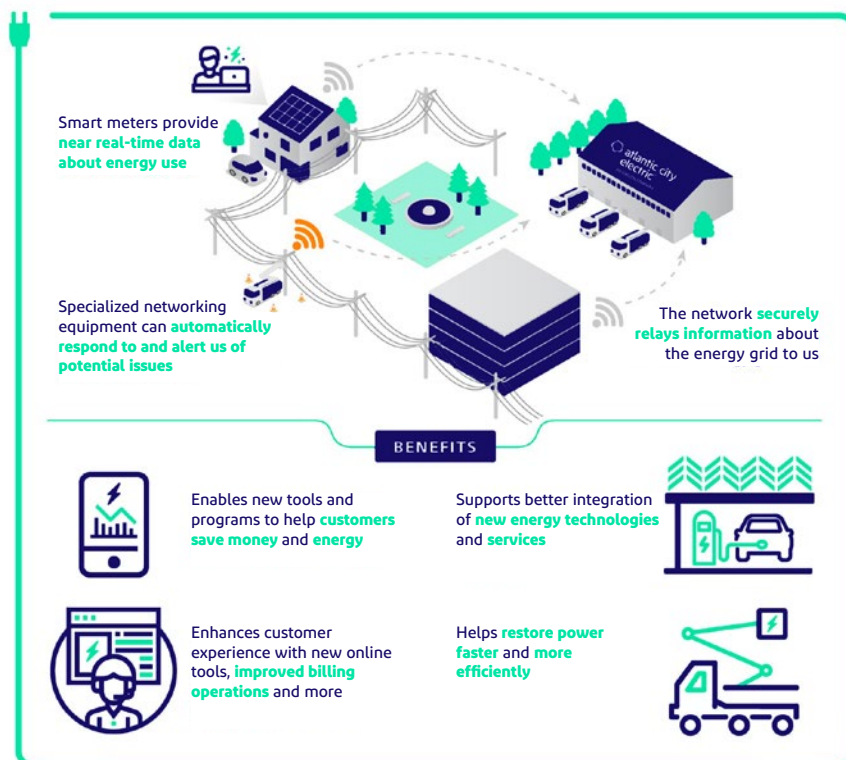 Smart meters provide
near real-time data
about energy use
atlantic city
electric
Specialized networking
equipment can automatically
respond to and alert us of
potential issues
The network securely
relays information about
the energy grid to us
BENEFITS
Enables new tools and
programs to help customers
save money and energy
Supports better integration
of new energy technologies
and services
Enhances customer
experience with new online
tools, improved billing
operations and more
Helps restore power
faster and more
efficiently